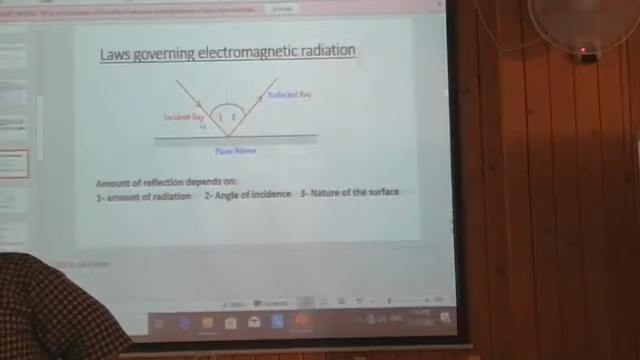 Laws governing electromagnetic radiation
Reflected Ray
Incident Ray
i r
Plane Mirror
Amount of reflection depends on:
1- amount of radiation 2- Angle of incidence 3- Nature of the surface